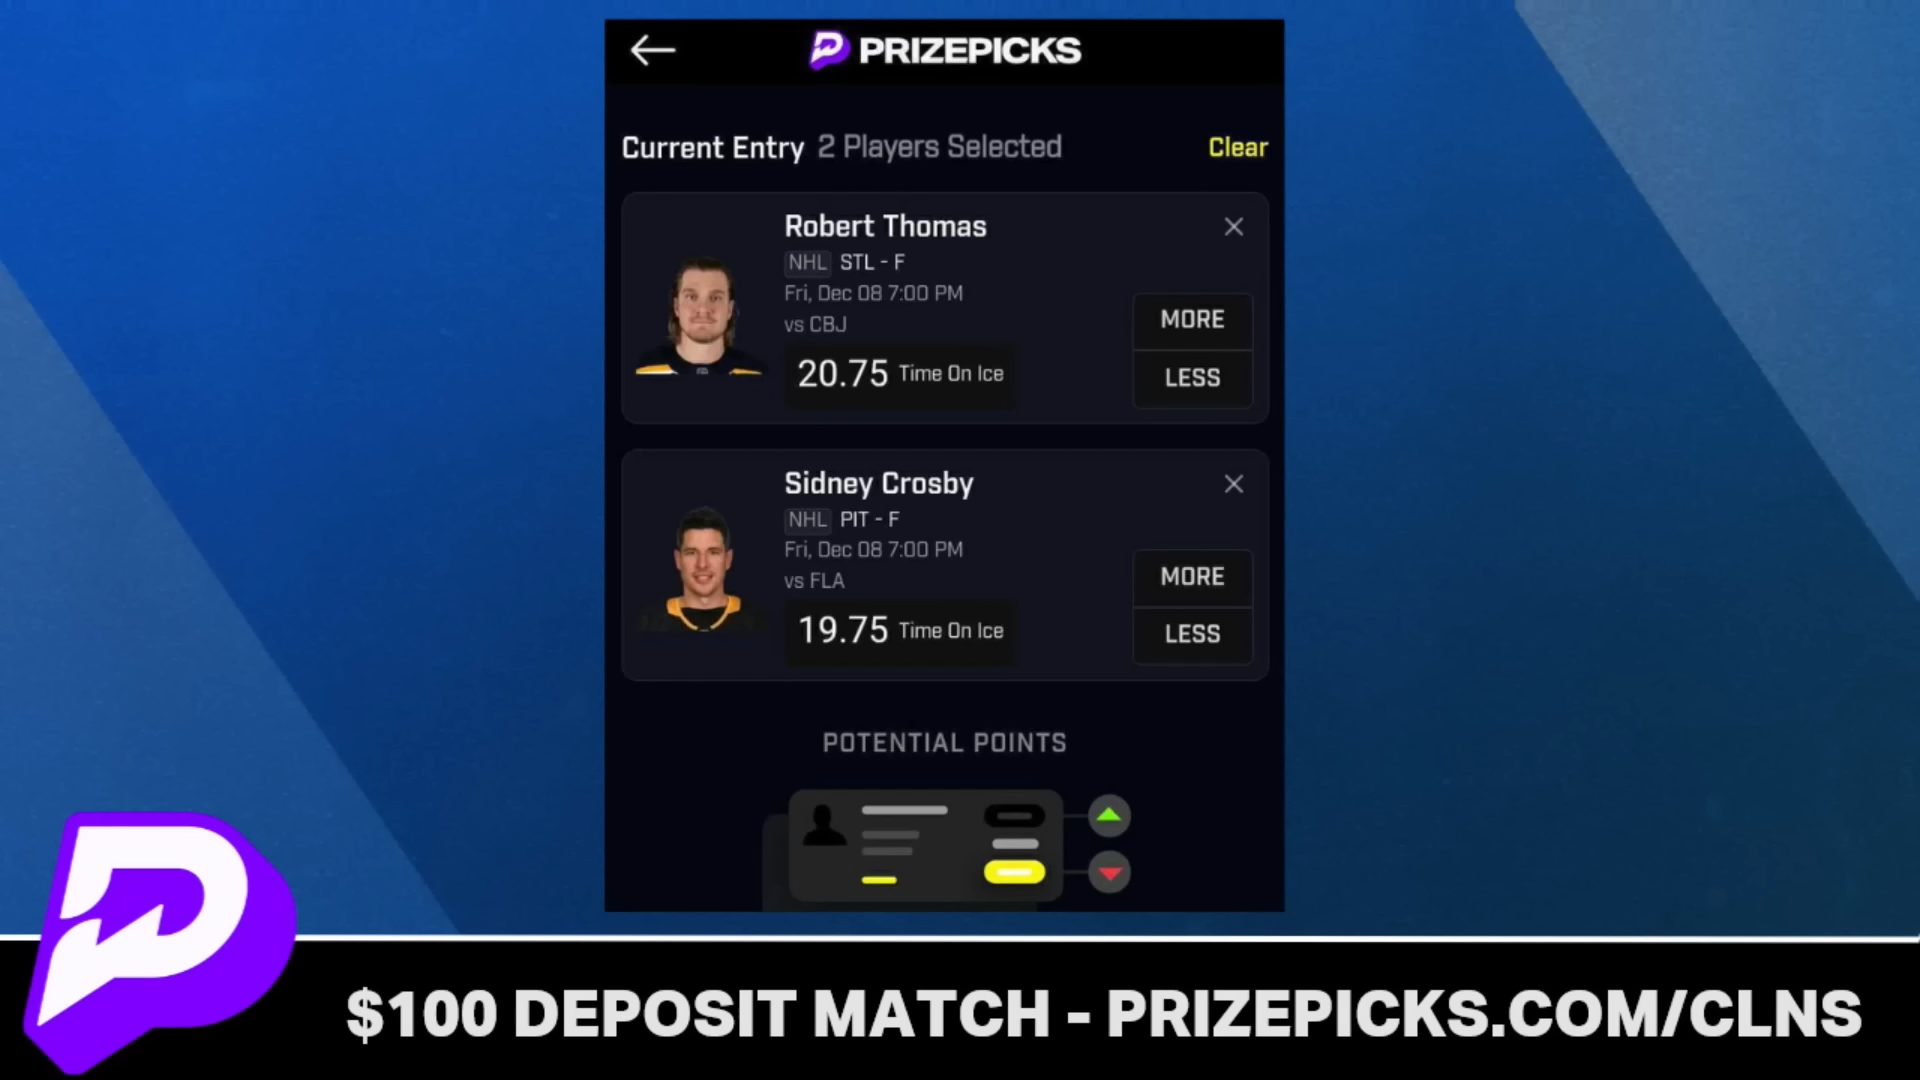 PRIZEPICKS
Current Entry 2 Players Selected Clear
Robert Thomas
NHL STL - F
Fri, Dec 08 7:00 PM
vs CBJ
20.75 Time On Ice
MORE
LESS
Sidney Crosby
NHL PIT - F
Fri, Dec 08 7:00 PM
vs FLA
19.75 Time On Ice
MORE
LESS
POTENTIAL POINTS
$100 DEPOSIT MATCH - PRIZEPICKS.COM/CLNS